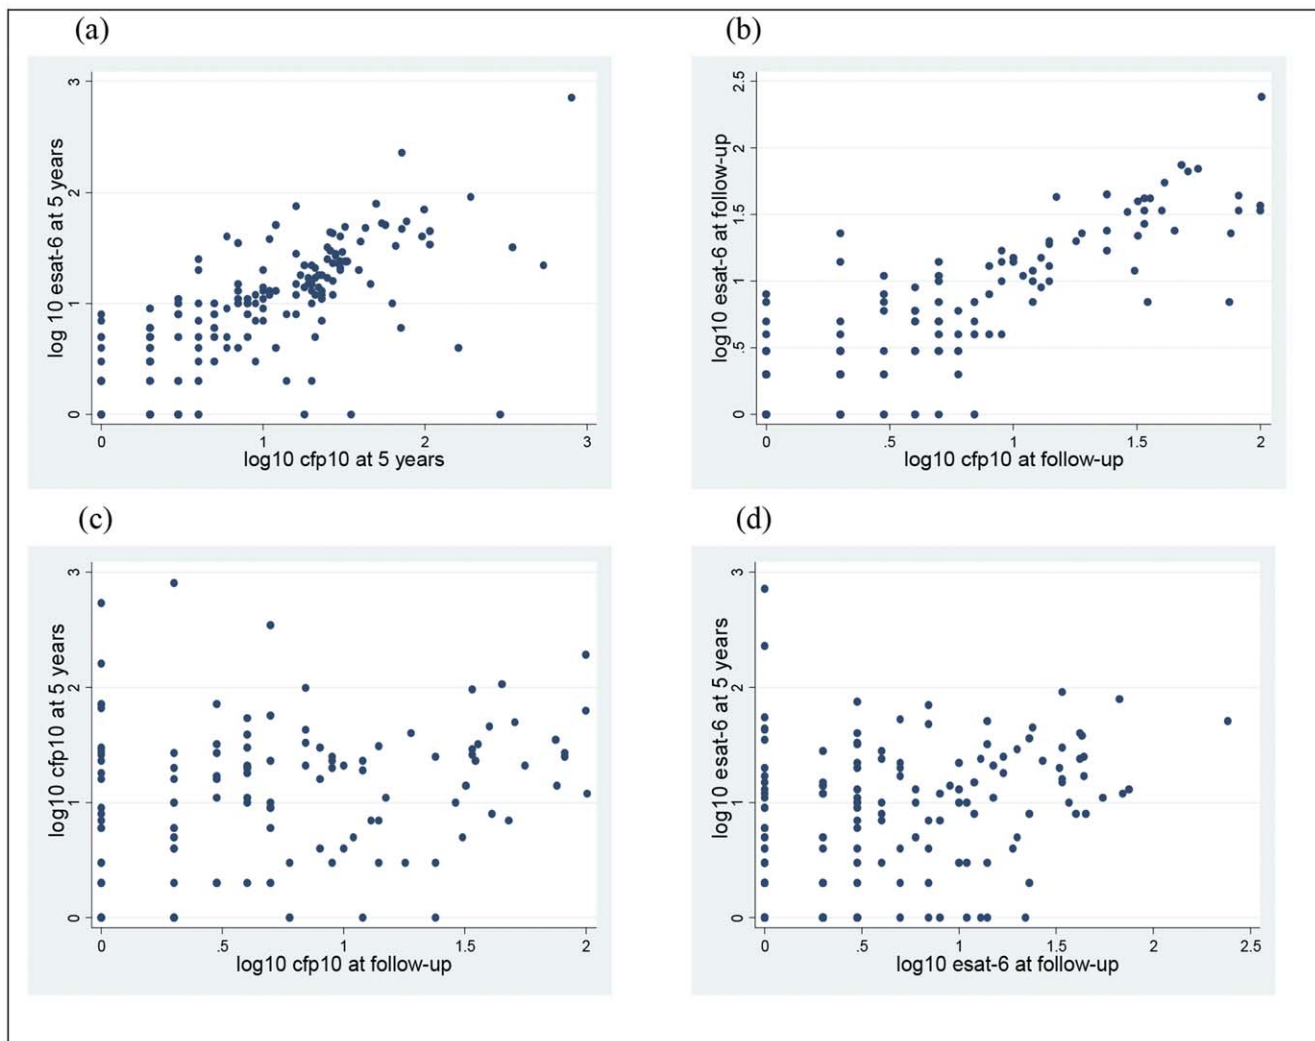 (a)
(b)
3
2
1
0
log 10 esat-6 at 5 years
0 1 2 3
log10 cfp10 at 5 years
2.5
2
1.5
1
.5
0
log10 esat-6 at follow-up
0 .5 1 1.5 2
log10 cfp10 at follow-up
(c)
(d)
3
2
1
0
log10 cfp10 at 5 years
0 .5 1 1.5 2
log10 cfp10 at follow-up
3
2
1
0
log10 esat-6 at 5 years
0 .5 1 1.5 2 2.5
log10 esat-6 at follow-up